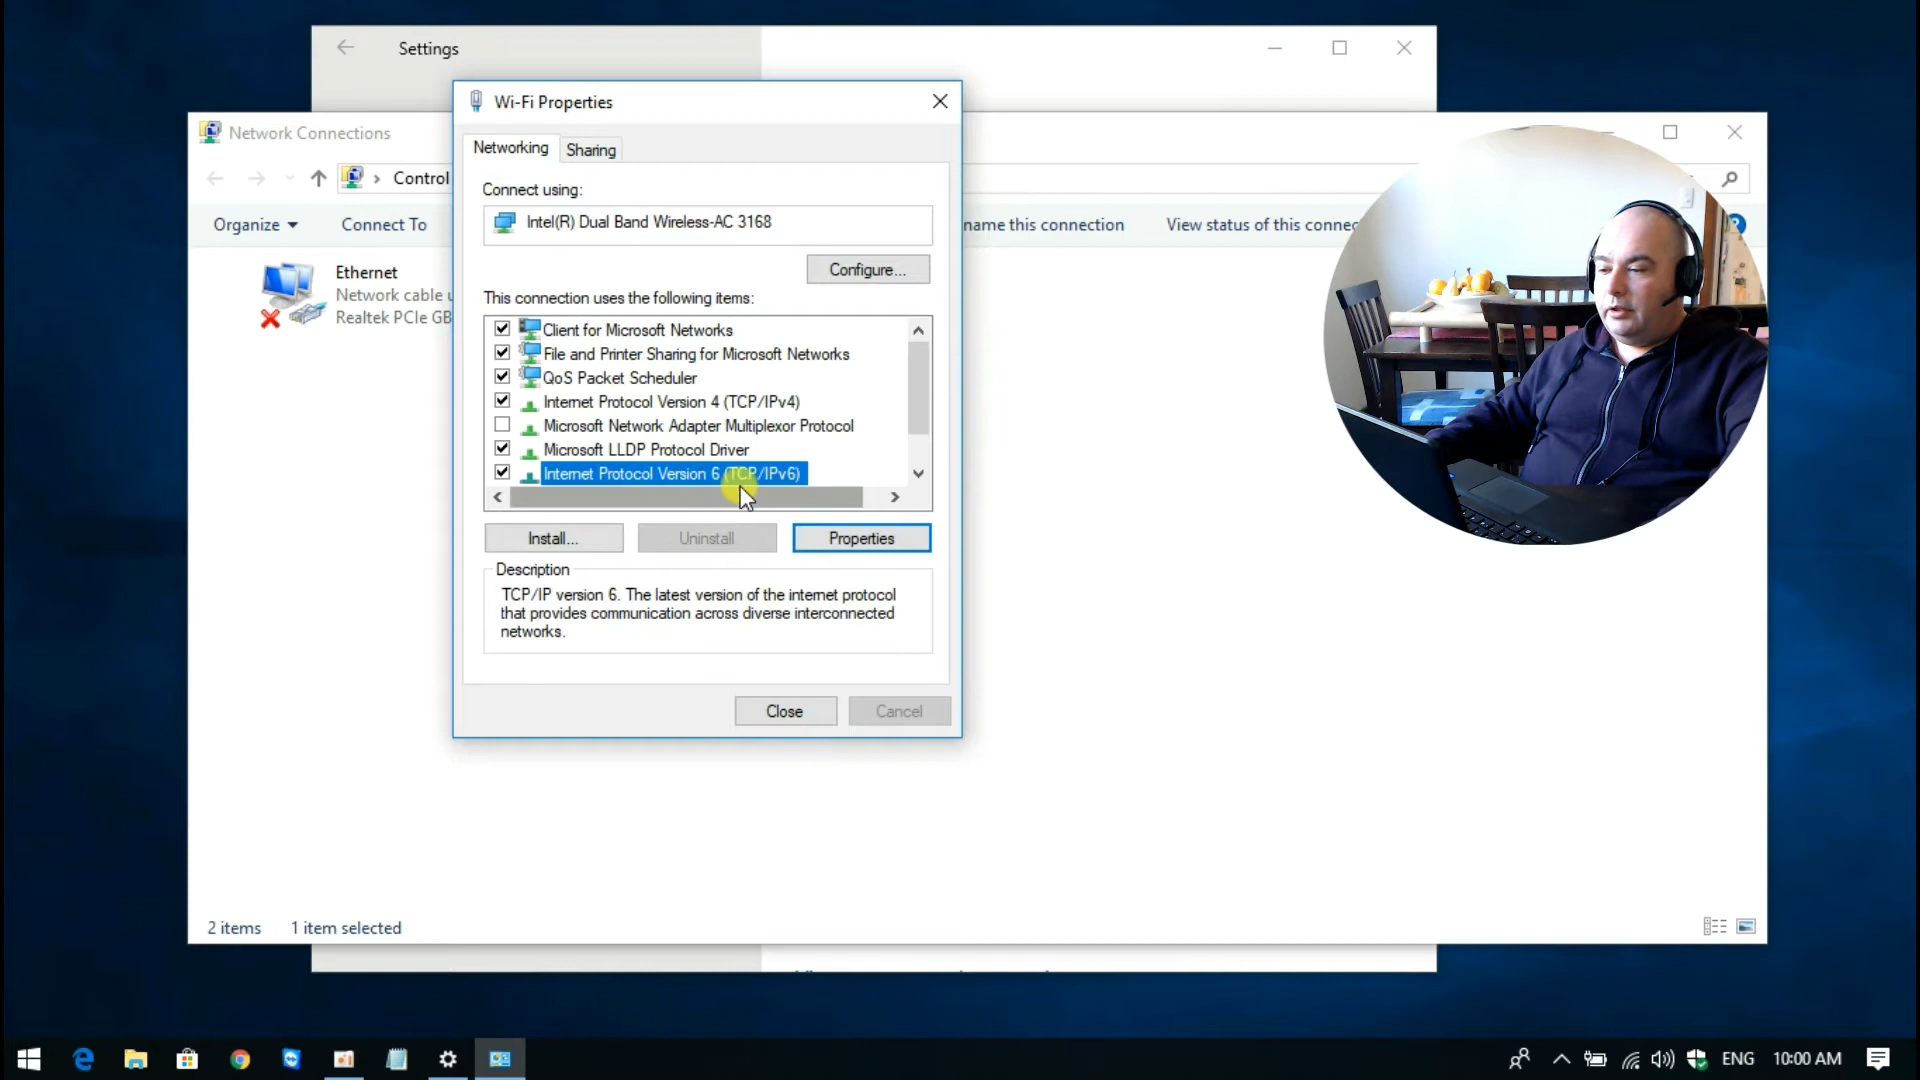 Settings
Wi-Fi Properties
Network Connections
Networking
Sharing
Control
Connect using:
Organize
Connect To
Intel(R) Dual Band Wireless-AC 3168
name this connection
View status of this connec
Configure...
Ethernet
Network cable u
Realtek PCIe GB
This connection uses the following items:
Client for Microsoft Networks
File and Printer Sharing for Microsoft Networks
QoS Packet Scheduler
Internet Protocol Version 4 (TCP/IPv4)
Microsoft Network Adapter Multiplexor Protocol
Microsoft LLDP Protocol Driver
Internet Protocol Version 6 (TCP/IPv6)
Install...
Uninstall
Properties
Description
TCP/IP version 6. The latest version of the internet protocol
that provides communication across diverse interconnected
networks.
Close
Cancel
2 items
1 item selected
ENG
10:00 AM